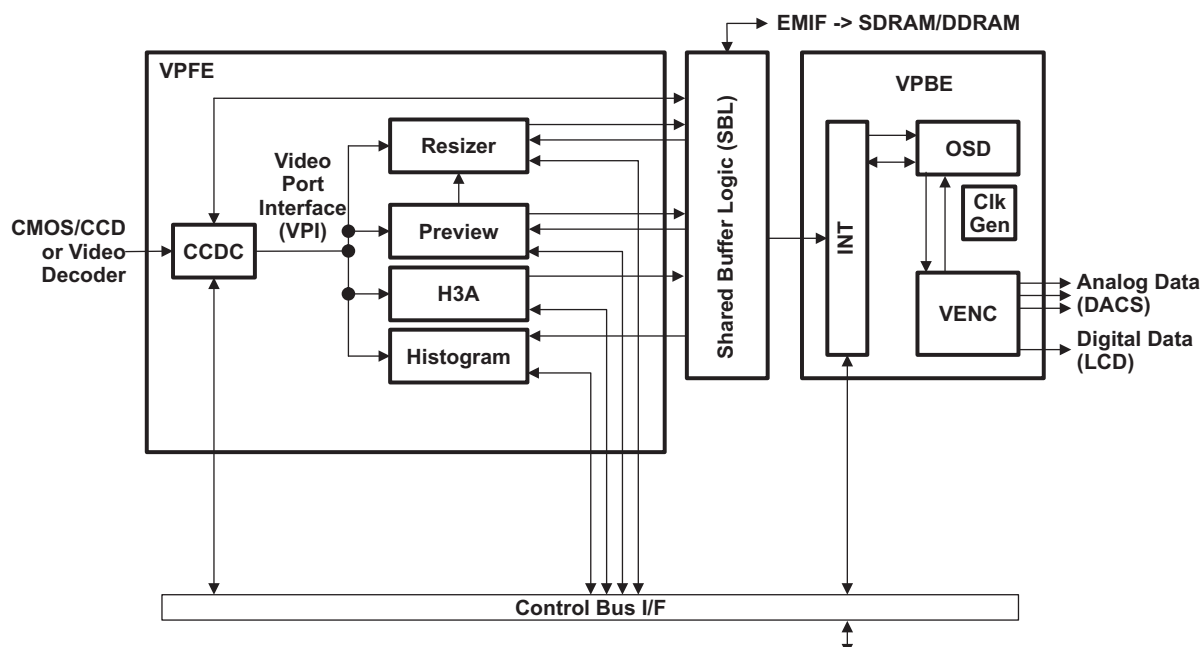 EMIF -> SDRAM/DDRAM
VPFE
VPBE
Shared Buffer Logic (SBL)
Resizer
INT
OSD
Video
Port
Interface
(VPI)
Clk
Gen
CMOS/CCD
or Video
Decoder
CCDC
Preview
H3A
VENC
Analog Data
(DACS)
Histogram
Digital Data
(LCD)
Control Bus I/F